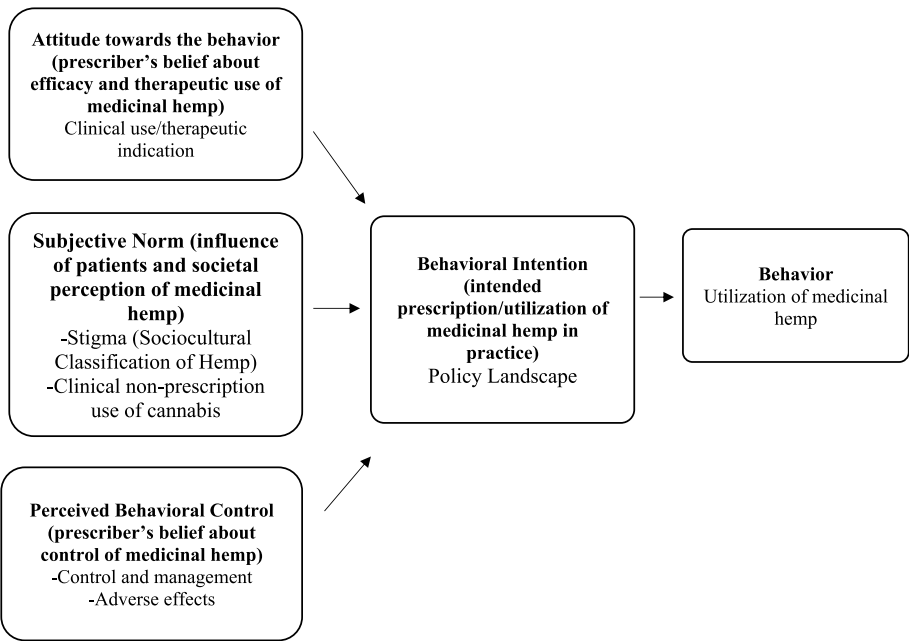 Attitude towards the behavior
(prescriber’s belief about
efficacy and therapeutic use of
medicinal hemp)
Clinical use/therapeutic
indication
Subjective Norm (influence
of patients and societal
perception of medicinal
hemp)
-Stigma (Sociocultural
Classification of Hemp)
-Clinical non-prescription
use of cannabis
Perceived Behavioral Control
(prescriber’s belief about
control of medicinal hemp)
-Control and management
-Adverse effects
Behavioral Intention
(intended
prescription/utilization of
medicinal hemp in
practice)
Policy Landscape
Behavior
Utilization of medicinal
hemp